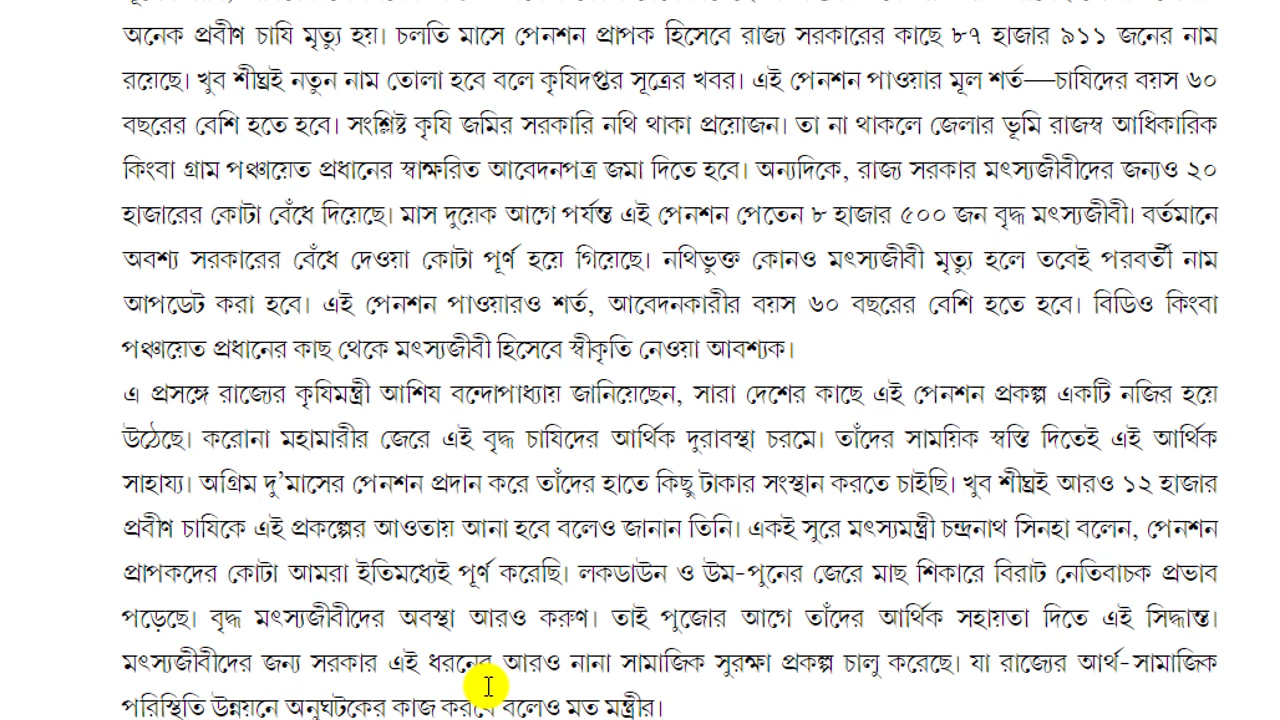 অনেক প্রবীণ চাষি মৃত্যু হয়। চলতি মাসে পেনশন প্রাপক হিসেবে রাজ্য সরকারের কাছে ৮৭ হাজার ৯১১ জনের নাম
রয়েছে। খুব শীঘ্রই নতুন নাম তোলা হবে বলে কৃষিদপ্তর সূত্রের খবর। এই পেনশন পাওয়ার মূল শর্ত—চাষিদের বয়স ৬০
বছরের বেশি হতে হবে। সংশ্লিষ্ট কৃষি জমির সরকারি নথি থাকা প্রয়োজন। তা না থাকলে জেলার ভূমি রাজস্ব আধিকারিক
কিংবা গ্রাম পঞ্চায়েত প্রধানের স্বাক্ষরিত আবেদনপত্র জমা দিতে হবে। অন্যদিকে, রাজ্য সরকার মৎস্যজীবীদের জন্যও ২০
হাজারের কোটা বেঁধে দিয়েছে। মাস দুয়েক আগে পর্যন্ত এই পেনশন পেতেন ৮ হাজার ৫০০ জন বৃদ্ধ মৎস্যজীবী। বর্তমানে
অবশ্য সরকারের বেঁধে দেওয়া কোটা পূর্ণ হয়ে গিয়েছে। নথিভুক্ত কোনও মৎস্যজীবী মৃত্যু হলে তবেই পরবর্তী নাম
আপডেট করা হবে। এই পেনশন পাওয়ারও শর্ত, আবেদনকারীর বয়স ৬০ বছরের বেশি হতে হবে। বিডিও কিংবা
পঞ্চায়েত প্রধানের কাছ থেকে মৎস্যজীবী হিসেবে স্বীকৃতি নেওয়া আবশ্যক।
এ প্রসঙ্গে রাজ্যের কৃষিমন্ত্রী আশিষ বন্দোপাধ্যায় জানিয়েছেন, সারা দেশের কাছে এই পেনশন প্রকল্প একটি নজির হয়ে
উঠেছে। করোনা মহামারীর জেরে এই বৃদ্ধ চাষিদের আর্থিক দুরাবস্থা চরমে। তাঁদের সাময়িক স্বস্তি দিতেই এই আর্থিক
সাহায্য। অগ্রিম দু’মাসের পেনশন প্রদান করে তাঁদের হাতে কিছু টাকার সংস্থান করতে চাইছি। খুব শীঘ্রই আরও ১২ হাজার
প্রবীণ চাষিকে এই প্রকল্পের আওতায় আনা হবে বলেও জানান তিনি। একই সুরে মৎস্যমন্ত্রী চন্দ্রনাথ সিনহা বলেন, পেনশন
প্রাপকদের কোটা আমরা ইতিমধ্যেই পূর্ণ করেছি। লকডাউন ও উম-পুনের জেরে মাছ শিকারে বিরাট নেতিবাচক প্রভাব
পড়েছে। বৃদ্ধ মৎস্যজীবীদের অবস্থা আরও করুণ। তাই পুজোর আগে তাঁদের আর্থিক সহায়তা দিতে এই সিদ্ধান্ত।
মৎস্যজীবীদের জন্য সরকার এই ধরনের আরও নানা সামাজিক সুরক্ষা প্রকল্প চালু করেছে। যা রাজ্যের আর্থ-সামাজিক
পরিস্থিতি উন্নয়নে অনুঘটকের কাজ করবে বলেও মত মন্ত্রীর।